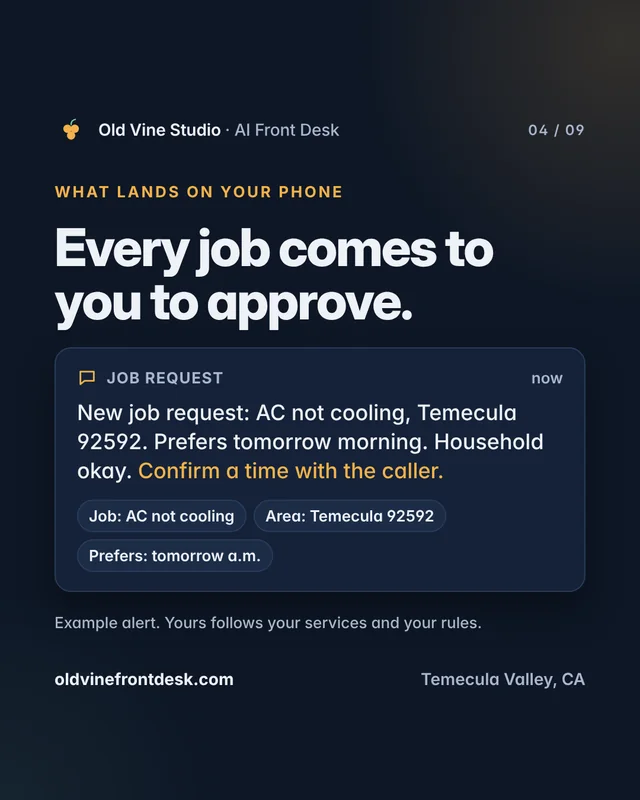 Old Vine Studio · AI Front Desk
04 / 09
WHAT LANDS ON YOUR PHONE
Every job comes to
you to approve.
JOB REQUEST
now
New job request: AC not cooling, Temecula
92592. Prefers tomorrow morning. Household
okay. Confirm a time with the caller.
Job: AC not cooling
Area: Temecula 92592
Prefers: tomorrow a.m.
Example alert. Yours follows your services and your rules.
oldvinefrontdesk.com
Temecula Valley, CA